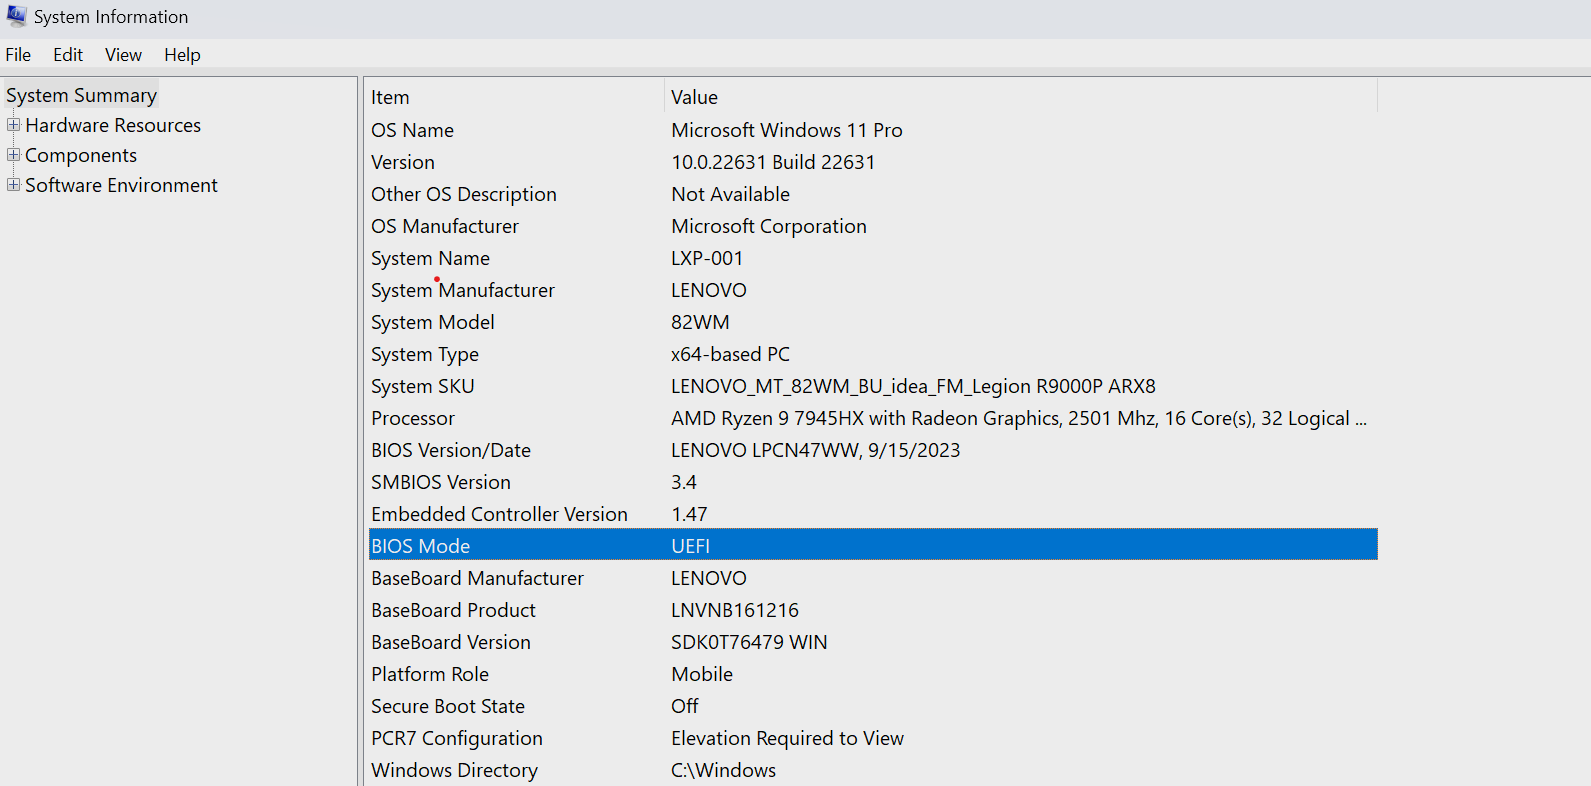 System Information
File Edit View Help
System Summary
Hardware Resources
Components
Software Environment
Item Value
OS Name Microsoft Windows 11 Pro
Version 10.0.22631 Build 22631
Other OS Description Not Available
OS Manufacturer Microsoft Corporation
System Name LXP-001
System Manufacturer LENOVO
System Model 82WM
System Type x64-based PC
System SKU LENOVO_MT_82WM_BU_idea_FM_Legion R9000P ARX8
Processor AMD Ryzen 9 7945HX with Radeon Graphics, 2501 Mhz, 16 Core(s), 32 Logical ...
BIOS Version/Date LENOVO LPCN47WW, 9/15/2023
SMBIOS Version 3.4
Embedded Controller Version 1.47
BIOS Mode UEFI
BaseBoard Manufacturer LENOVO
BaseBoard Product LNVNB161216
BaseBoard Version SDK0T76479 WIN
Platform Role Mobile
Secure Boot State Off
PCR7 Configuration Elevation Required to View
Windows Directory C:\Windows